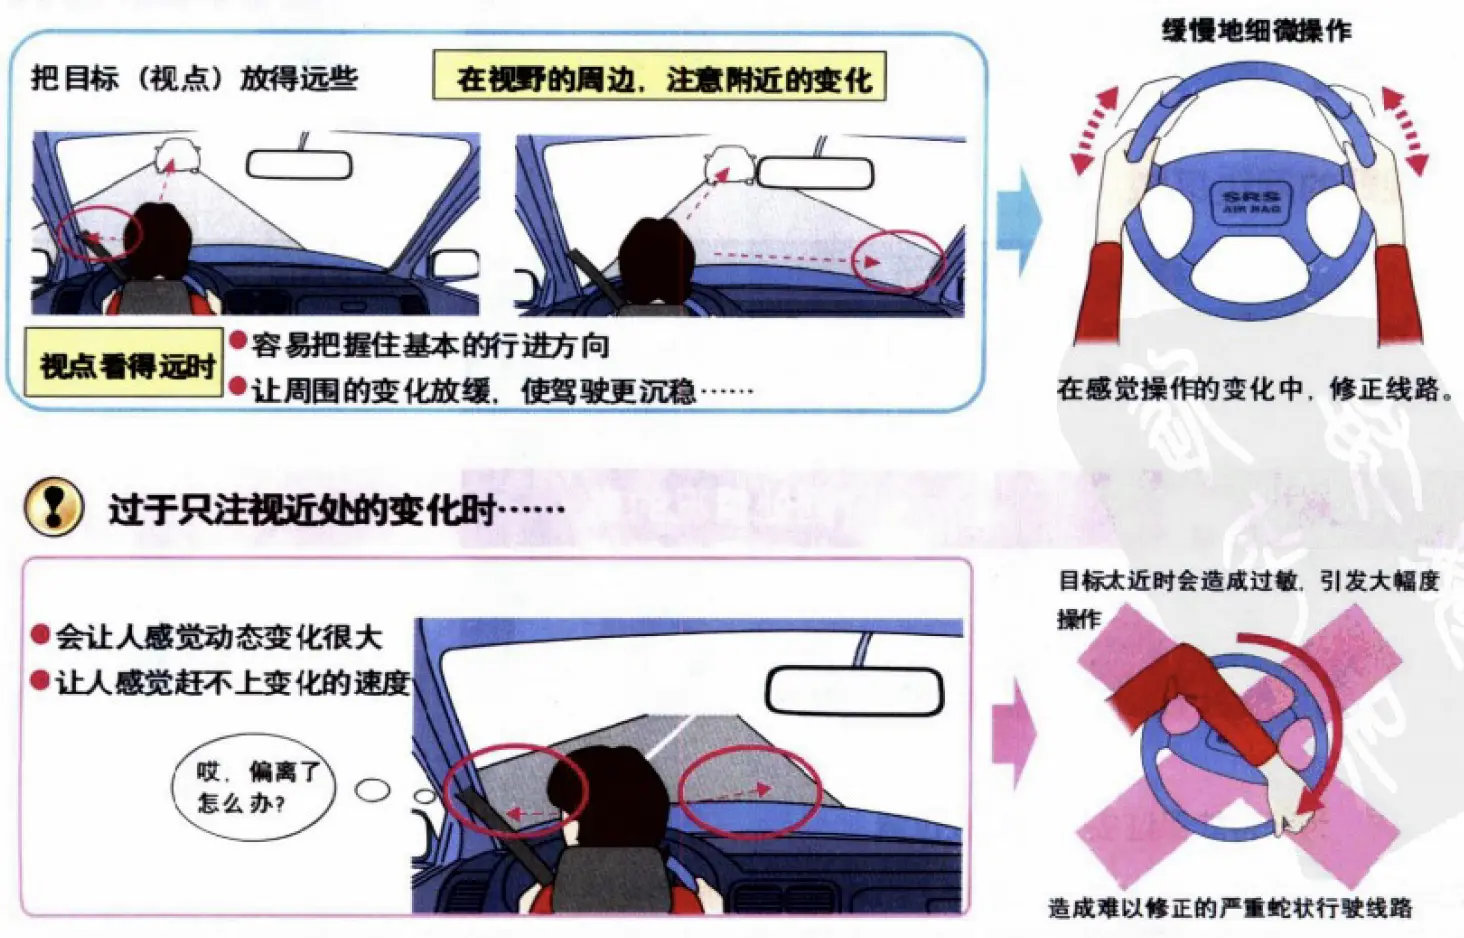 缓慢地细微操作
把目标（视点）放得远些
在视野的周边，注意附近的变化
SRS
AIR BAG
视点看得远时
●容易把握住基本的行进方向
●让周围的变化放缓，使驾驶更沉稳……
在感觉操作的变化中，修正线路。
过于只注视近处的变化时……
目标太近时会造成过敏，引发大幅度
操作
●会让人感觉动态变化很大
●让人感觉赶不上变化的速度
哎，偏离了
怎么办？
造成难以修正的严重蛇状行驶线路